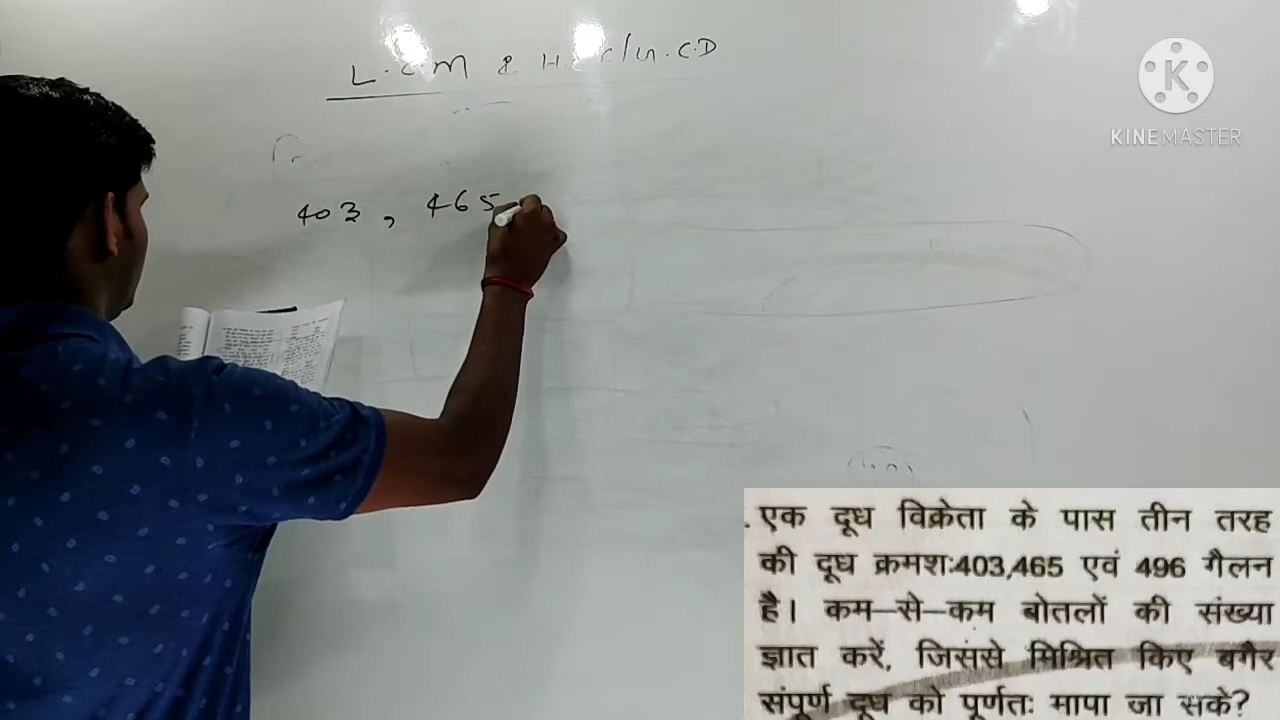 L.C.M & H.C.F/G.C.D
403, 465
KINEMASTER
एक दूध विक्रेता के पास तीन तरह
की दूध क्रमशः403,465 एवं 496 गैलन
है। कम–से–कम बोतलों की संख्या
ज्ञात करें, जिससे मिश्रित किए बगैर
संपूर्ण दूध को पूर्णतः मापा जा सके?